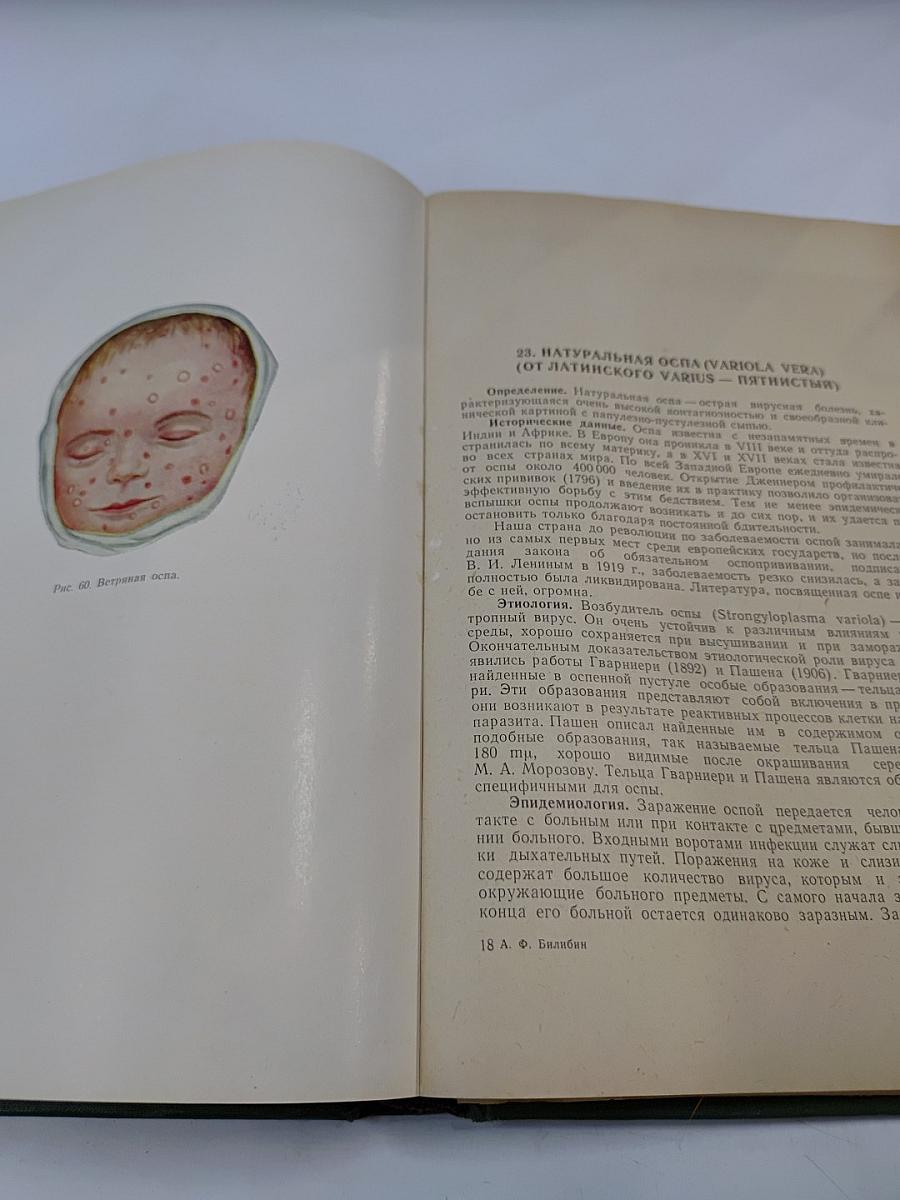 Рис. 60. Ветряная оспа.
23. НАТУРАЛЬНАЯ ОСПА (VARIOLA VERA)
(ОТ ЛАТИНСКОГО VARIUS — ПЯТНИСТЫЙ)
Определение. Натуральная оспа — острая вирусная болезнь, ха-
рактеризующаяся очень высокой контагиозностью и своеобразной кли-
нической картиной с папулезно-пустулезной сыпью.
Исторические данные. Оспа известна с незапамятных времен в
Индии и Африке. В Европу она проникла в VIII веке и оттуда распро-
странилась по всему материку, а в XVI и XVII веках стала известна
во всех странах мира. По всей Западной Европе ежедневно умирало
от оспы около 400 000 человек. Открытие Дженнером профилактиче
ских прививок (1796) и введение их в практику позволило организова
эффективную борьбу с этим бедствием. Тем не менее эпидемическ
вспышки оспы продолжают возникать и до сих пор, и их удается п
остановить только благодаря постоянной бдительности.
Наша страна до революции по заболеваемости оспой занимала
но из самых первых мест среди европейских государств, но посл
дания закона об обязательном оспопрививании, подписа
В. И. Лениным в 1919 г., заболеваемость резко снизилась, а за
полностью была ликвидирована. Литература, посвященная оспе и
бе с ней, огромна.
Этиология. Возбудитель оспы (Strongyloplasma variola) —
тропный вирус. Он очень устойчив к различным влияниям
среды, хорошо сохраняется при высушивании и при замораж
Окончательным доказательством этиологической роли вируса
явились работы Гварниери (1892) и Пашена (1906). Гварниер
найденные в оспенной пустуле особые образования — тельца
ри. Эти образования представляют собой включения в пр
они возникают в результате реактивных процессов клетки на
паразита. Пашен описал найденные им в содержимом о
подобные образования, так называемые тельца Пашена
180 mμ, хорошо видимые после окрашивания сере
М. А. Морозову. Тельца Гварниери и Пашена являются об
специфичными для оспы.
Эпидемиология. Заражение оспой передается чело
такте с больным или при контакте с цредметами, бывш
нии больного. Входными воротами инфекции служат сли
ки дыхательных путей. Поражения на коже и слизи
содержат большое количество вируса, которым и з
окружающие больного предметы. С самого начала з
конца его больной остается одинаково заразным. За
18 А. Ф. Билибин